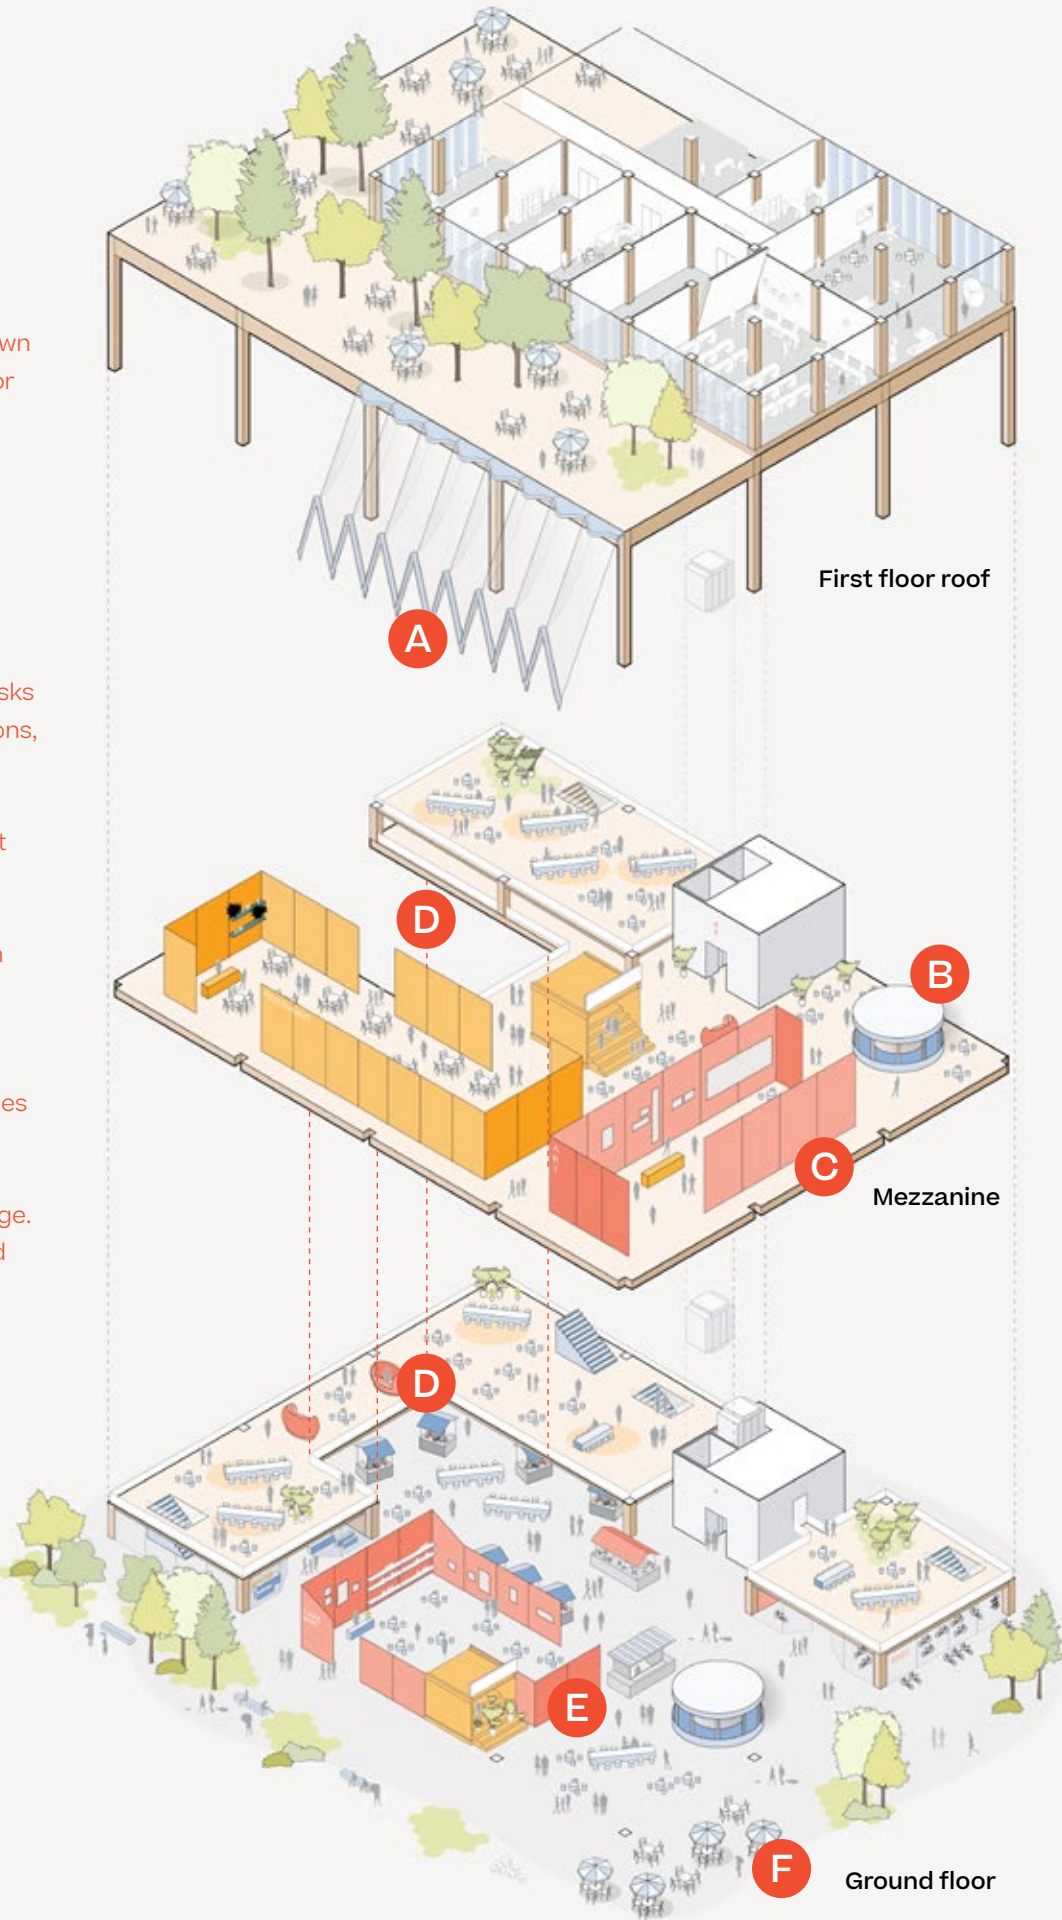 wn
or
sks
ons,
t
n
es
ge.
d
A
First floor roof
D
B
C
Mezzanine
D
E
F
Ground floor